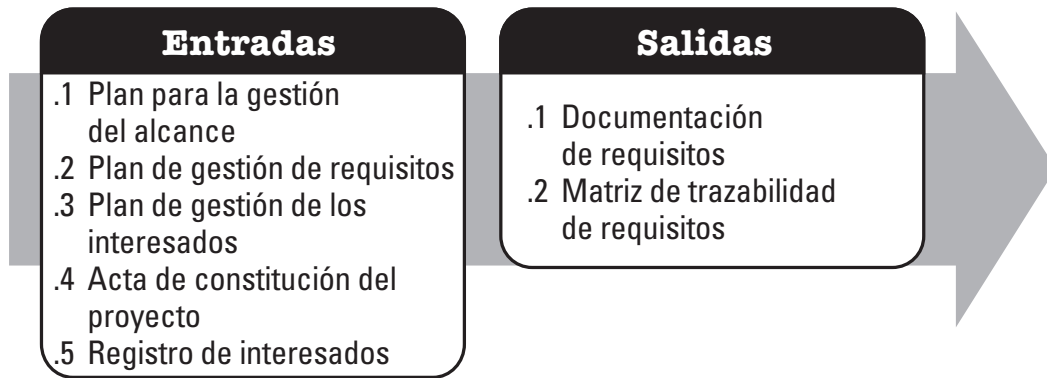 Entradas
.1 Plan para la gestión
del alcance
.2 Plan de gestión de requisitos
.3 Plan de gestión de los
interesados
.4 Acta de constitución del
proyecto
.5 Registro de interesados
Salidas
.1 Documentación
de requisitos
.2 Matriz de trazabilidad
de requisitos